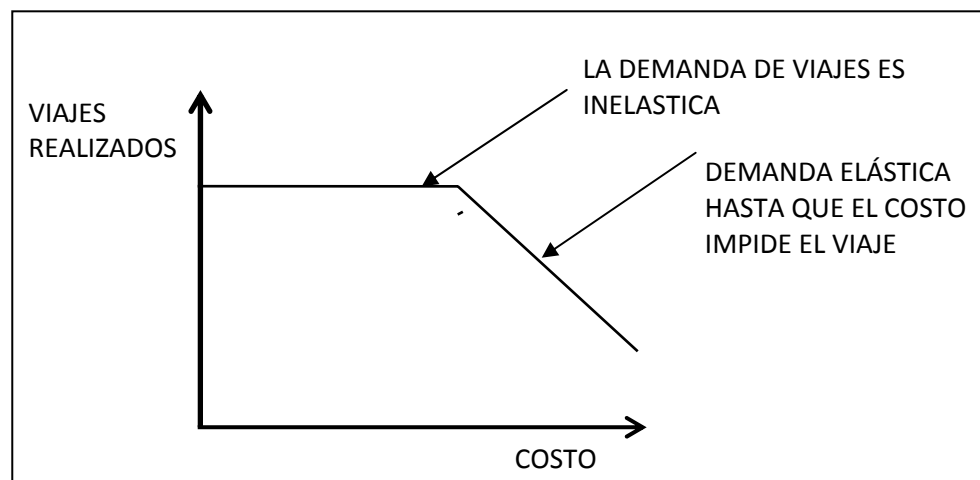 LA DEMANDA DE VIAJES ES
INELASTICA
VIAJES
REALIZADOS
DEMANDA ELÁSTICA
HASTA QUE EL COSTO
IMPIDE EL VIAJE
COSTO